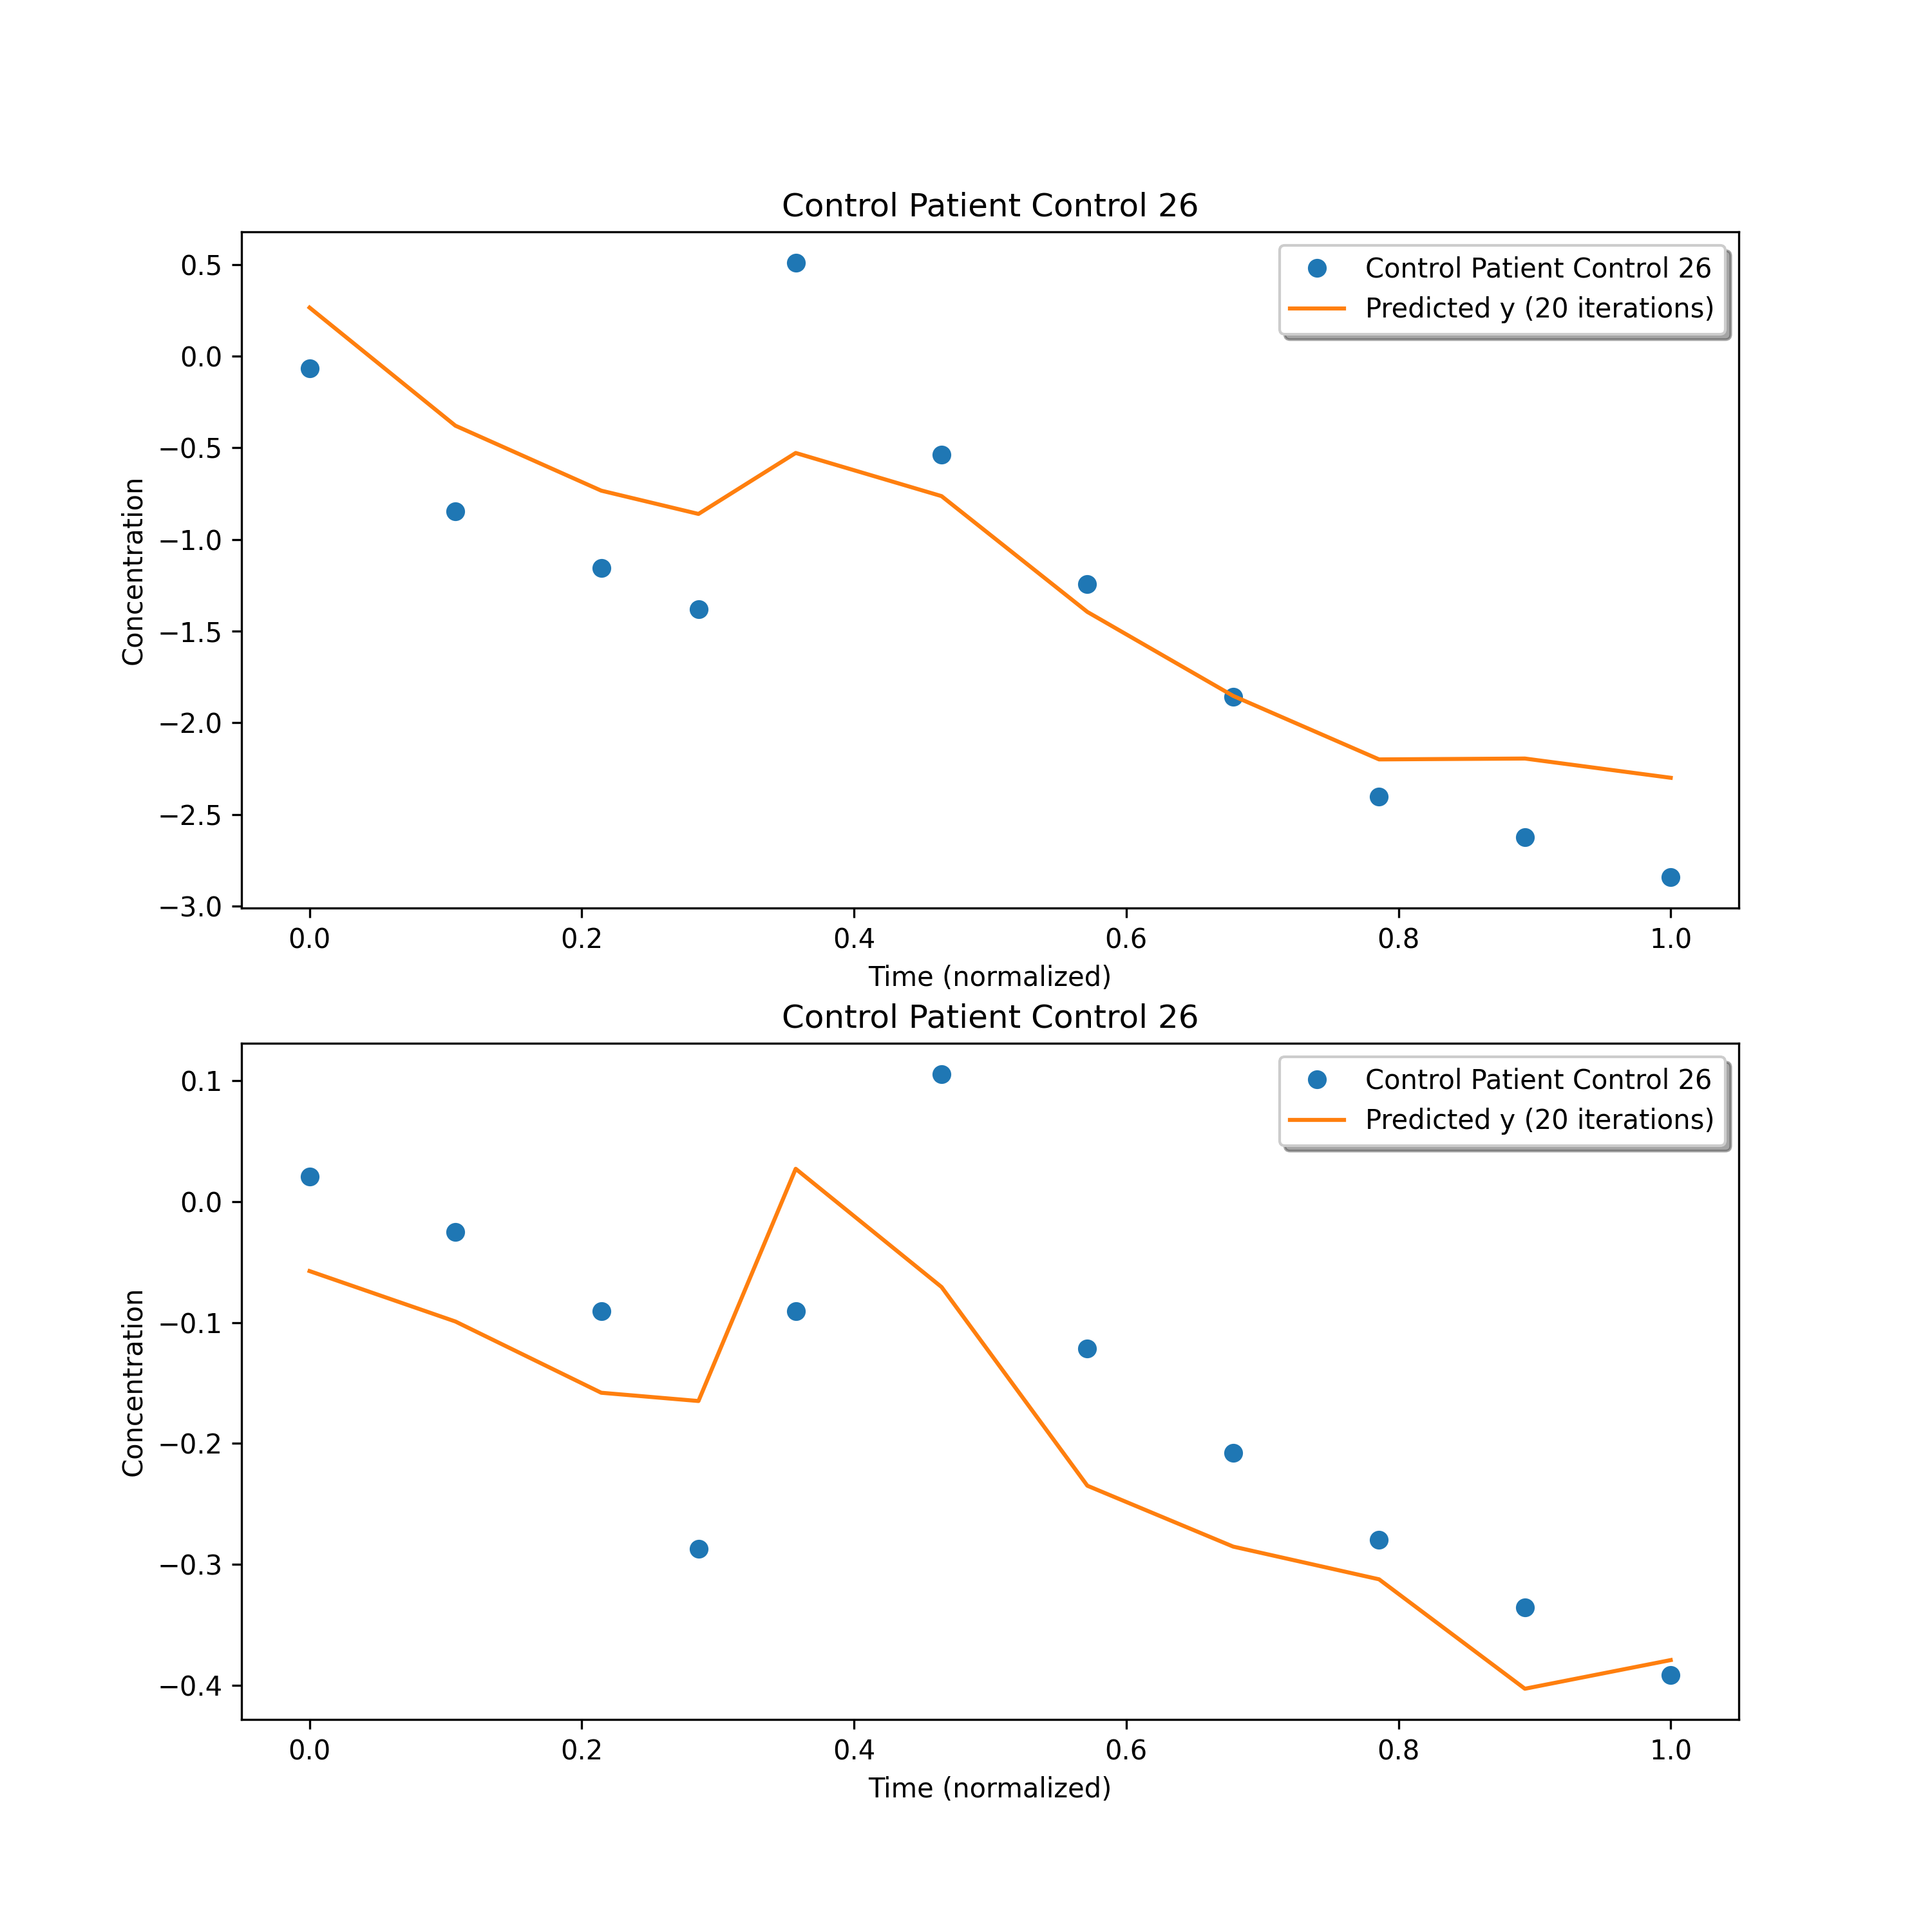 Control Patient Control 26
Control Patient Control 26
Predicted y (20 iterations)
0.5
0.0
−0.5
−1.0
−1.5
−2.0
−2.5
−3.0
Concentration
0.0 0.2 0.4 0.6 0.8 1.0
Time (normalized)
Control Patient Control 26
Control Patient Control 26
Predicted y (20 iterations)
0.1
0.0
−0.1
−0.2
−0.3
−0.4
Concentration
0.0 0.2 0.4 0.6 0.8 1.0
Time (normalized)